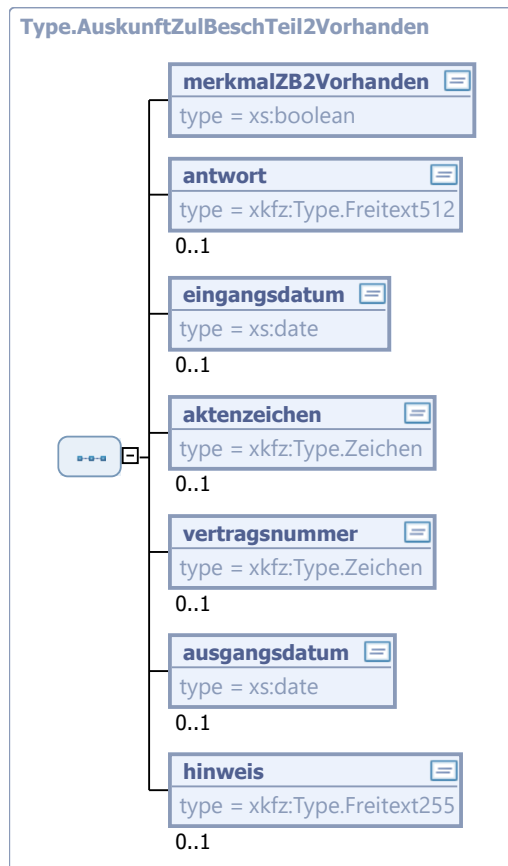 Type.AuskunftZulBeschTeil2Vorhanden
merkmalZB2Vorhanden
type = xs:boolean
antwort
type = xkfz:Type.Freitext512
0..1
eingangsdatum
type = xs:date
0..1
aktenzeichen
type = xkfz:Type.Zeichen
0..1
vertragsnummer
type = xkfz:Type.Zeichen
0..1
ausgangsdatum
type = xs:date
0..1
hinweis
type = xkfz:Type.Freitext255
0..1